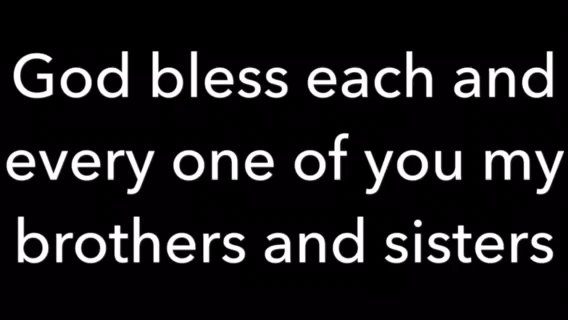 God bless each and
every one of you my
brothers and sisters